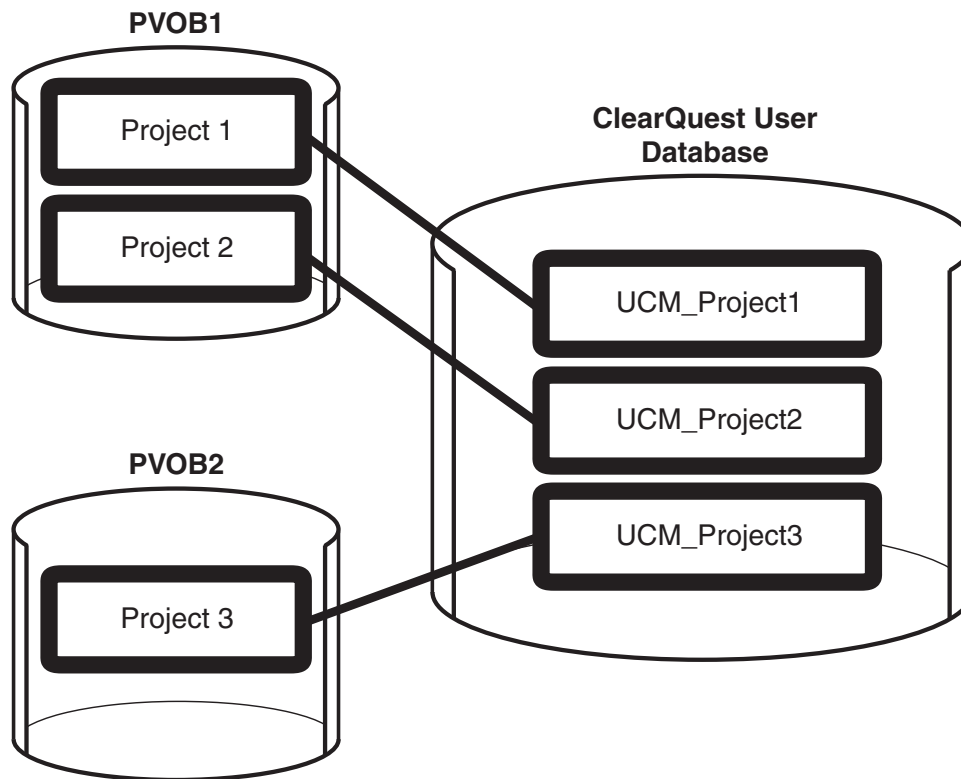 PVOB1
Project 1
Project 2
ClearQuest User
Database
UCM_Project1
UCM_Project2
UCM_Project3
PVOB2
Project 3